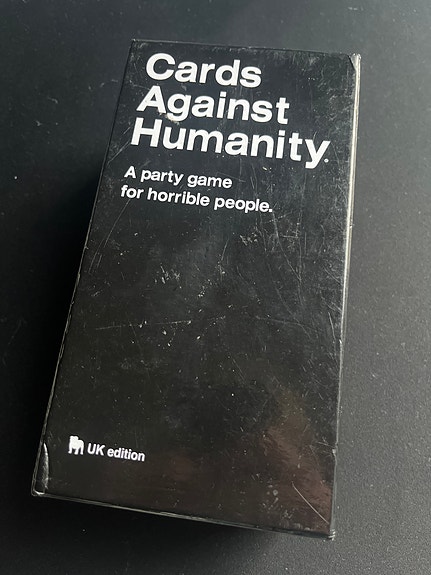 Cards
Against
Humanity.
A party game
for horrible people.
UK edition